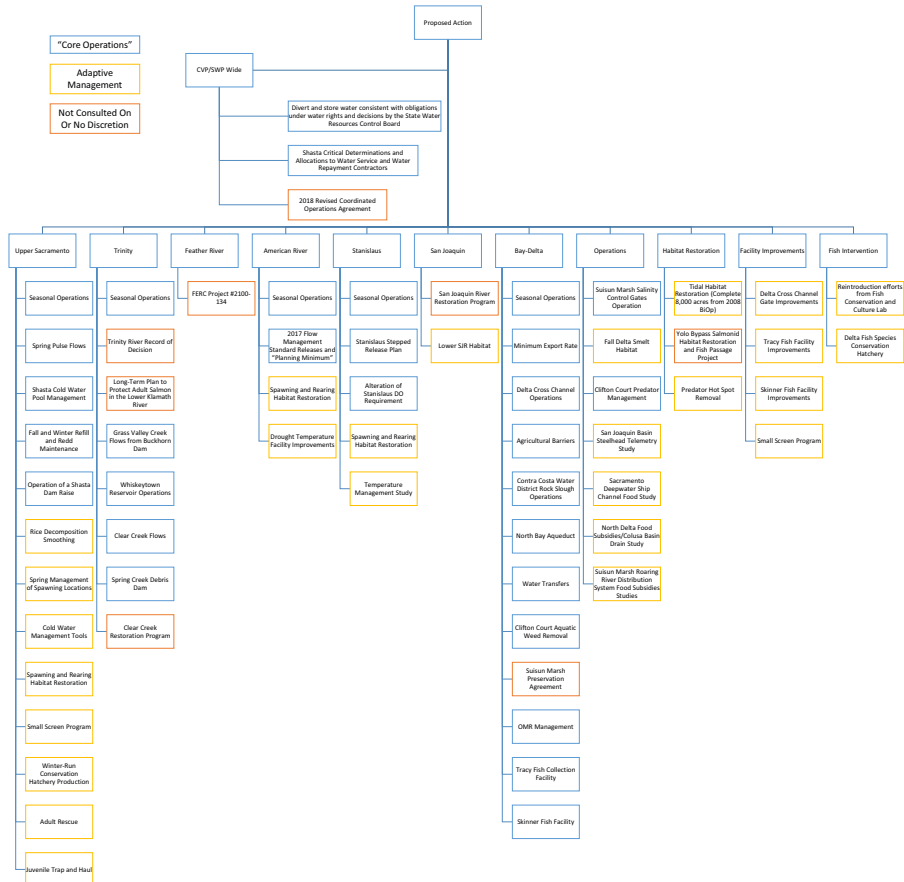 Proposed Action
"Core Operations"
Adaptive
Management
Not Consulted On
Or No Discretion
CVP/SWP Wide
Divert and store water consistent with obligations
under water rights and decisions by the State Water
Resources Control Board
Shasta Critical Determinations and
Allocations to Water Service and Water
Repayment Contractors
2018 Revised Coordinated
Operations Agreement
Upper Sacramento
Seasonal Operations
Spring Pulse Flows
Shasta Cold Water
Pool Management
Fall and Winter Refill
and Redd
Maintenance
Operation of a Shasta
Dam Raise
Rice Decomposition
Smoothing
Spring Management
of Spawning Locations
Cold Water
Management Tools
Spawning and Rearing
Habitat Restoration
Small Screen Program
Winter-Run
Conservation
Hatchery Production
Adult Rescue
Juvenile Trap and Haul
Trinity
Seasonal Operations
Trinity River Record of
Decision
Long-Term Plan to
Protect Adult Salmon
in the Lower Klamath
River
Grass Valley Creek
Flows from Buckhorn
Dam
Whiskeytown
Reservoir Operations
Clear Creek Flows
Spring Creek Debris
Dam
Clear Creek
Restoration Program
Feather River
FERC Project #2100-
134
American River
Seasonal Operations
2017 Flow
Management
Standard Releases and
"Planning Minimum"
Spawning and Rearing
Habitat Restoration
Drought Temperature
Facility Improvements
Stanislaus
Seasonal Operations
Stanislaus Stepped
Release Plan
Alteration of
Stanislaus DO
Requirement
Spawning and Rearing
Habitat Restoration
Temperature
Management Study
San Joaquin
San Joaquin River
Restoration Program
Lower SJR Habitat
Bay-Delta
Seasonal Operations
Minimum Export Rate
Delta Cross Channel
Operations
Agricultural Barriers
Contra Costa Water
District Rock Slough
Operations
North Bay Aqueduct
Water Transfers
Clifton Court Aquatic
Weed Removal
Suisun Marsh
Preservation
Agreement
OMR Management
Tracy Fish Collection
Facility
Skinner Fish Facility
Operations
Suisun Marsh Salinity
Control Gates
Operation
Fall Delta Smelt
Habitat
Clifton Court Predator
Management
San Joaquin Basin
Steelhead Telemetry
Study
Sacramento
Deepwater Ship
Channel Food Study
North Delta Food
Subsidies/Colusa Basin
Drain Study
Suisun Marsh Roaring
River Distribution
System Food Subsidies
Studies
Habitat Restoration
Tidal Habitat
Restoration (Complete
8,000 acres from 2008
BiOp)
Yolo Bypass Salmonid
Habitat Restoration
and Fish Passage
Project
Predator Hot Spot
Removal
Facility Improvements
Delta Cross Channel
Gate Improvements
Tracy Fish Facility
Improvements
Skinner Fish Facility
Improvements
Small Screen Program
Fish Intervention
Reintroduction efforts
from Fish
Conservation and
Culture Lab
Delta Fish Species
Conservation
Hatchery